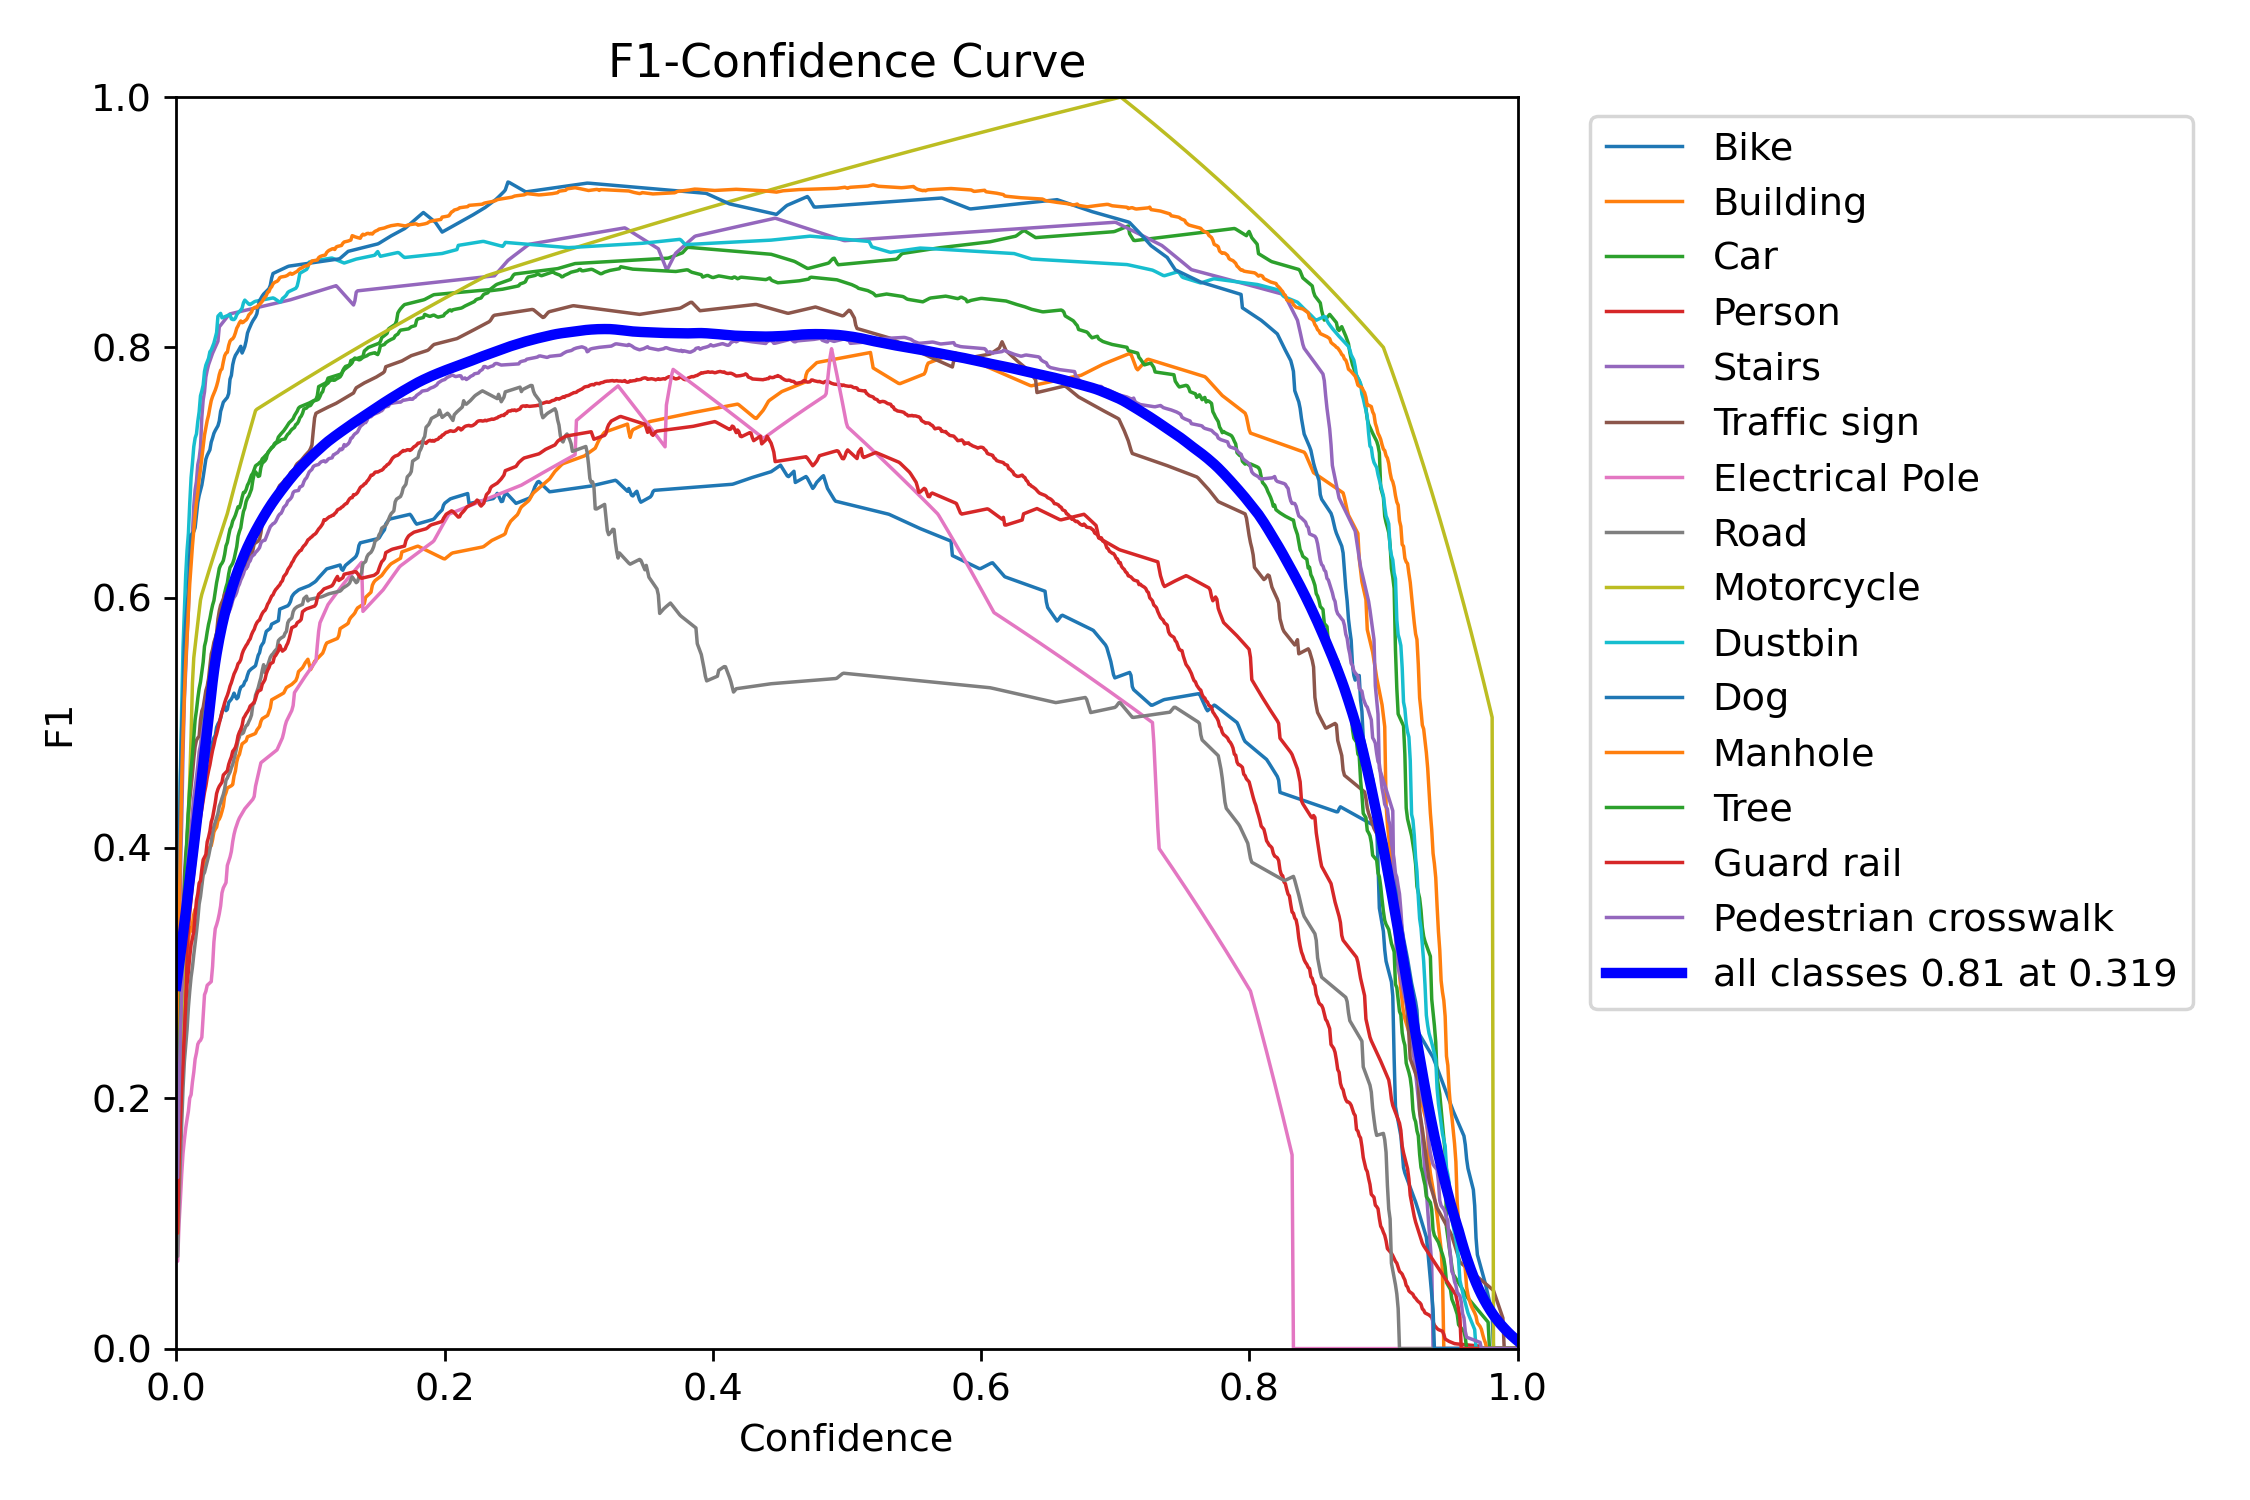 F1-Confidence Curve
1.0
0.8
0.6
0.4
0.2
0.0
F1
0.0 0.2 0.4 0.6 0.8 1.0
Confidence
Bike
Building
Car
Person
Stairs
Traffic sign
Electrical Pole
Road
Motorcycle
Dustbin
Dog
Manhole
Tree
Guard rail
Pedestrian crosswalk
all classes 0.81 at 0.319